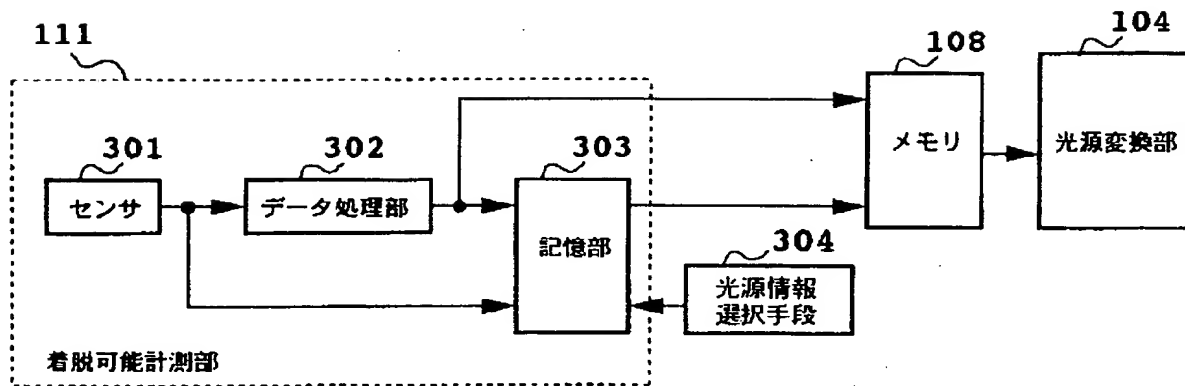 111
108
104
301
302
303
センサ
データ処理部
記憶部
メモリ
光源変換部
304
光源情報
選択手段
着脱可能計測部